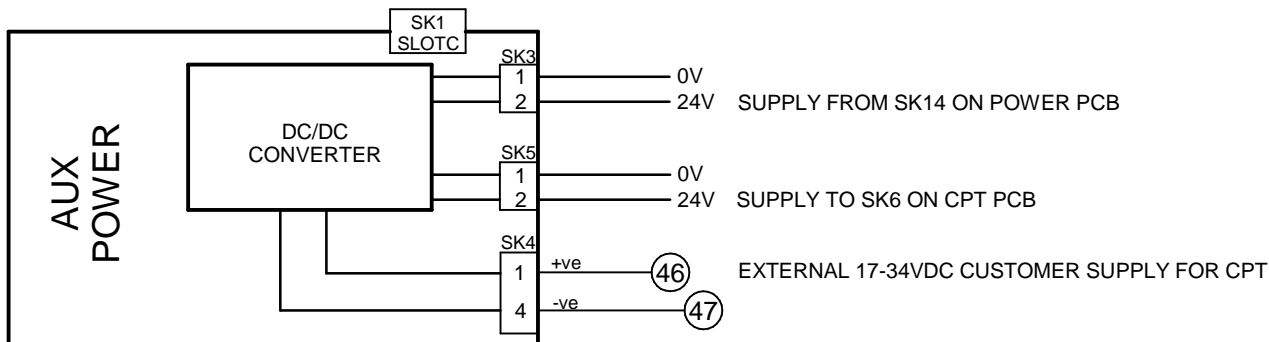 SK1
SLOTC
SK3
1 0V
2 24V SUPPLY FROM SK14 ON POWER PCB
DC/DC
CONVERTER
AUX
POWER
SK5
1 0V
2 24V SUPPLY TO SK6 ON CPT PCB
SK4
1 +ve 46 EXTERNAL 17-34VDC CUSTOMER SUPPLY FOR CPT
4 -ve 47